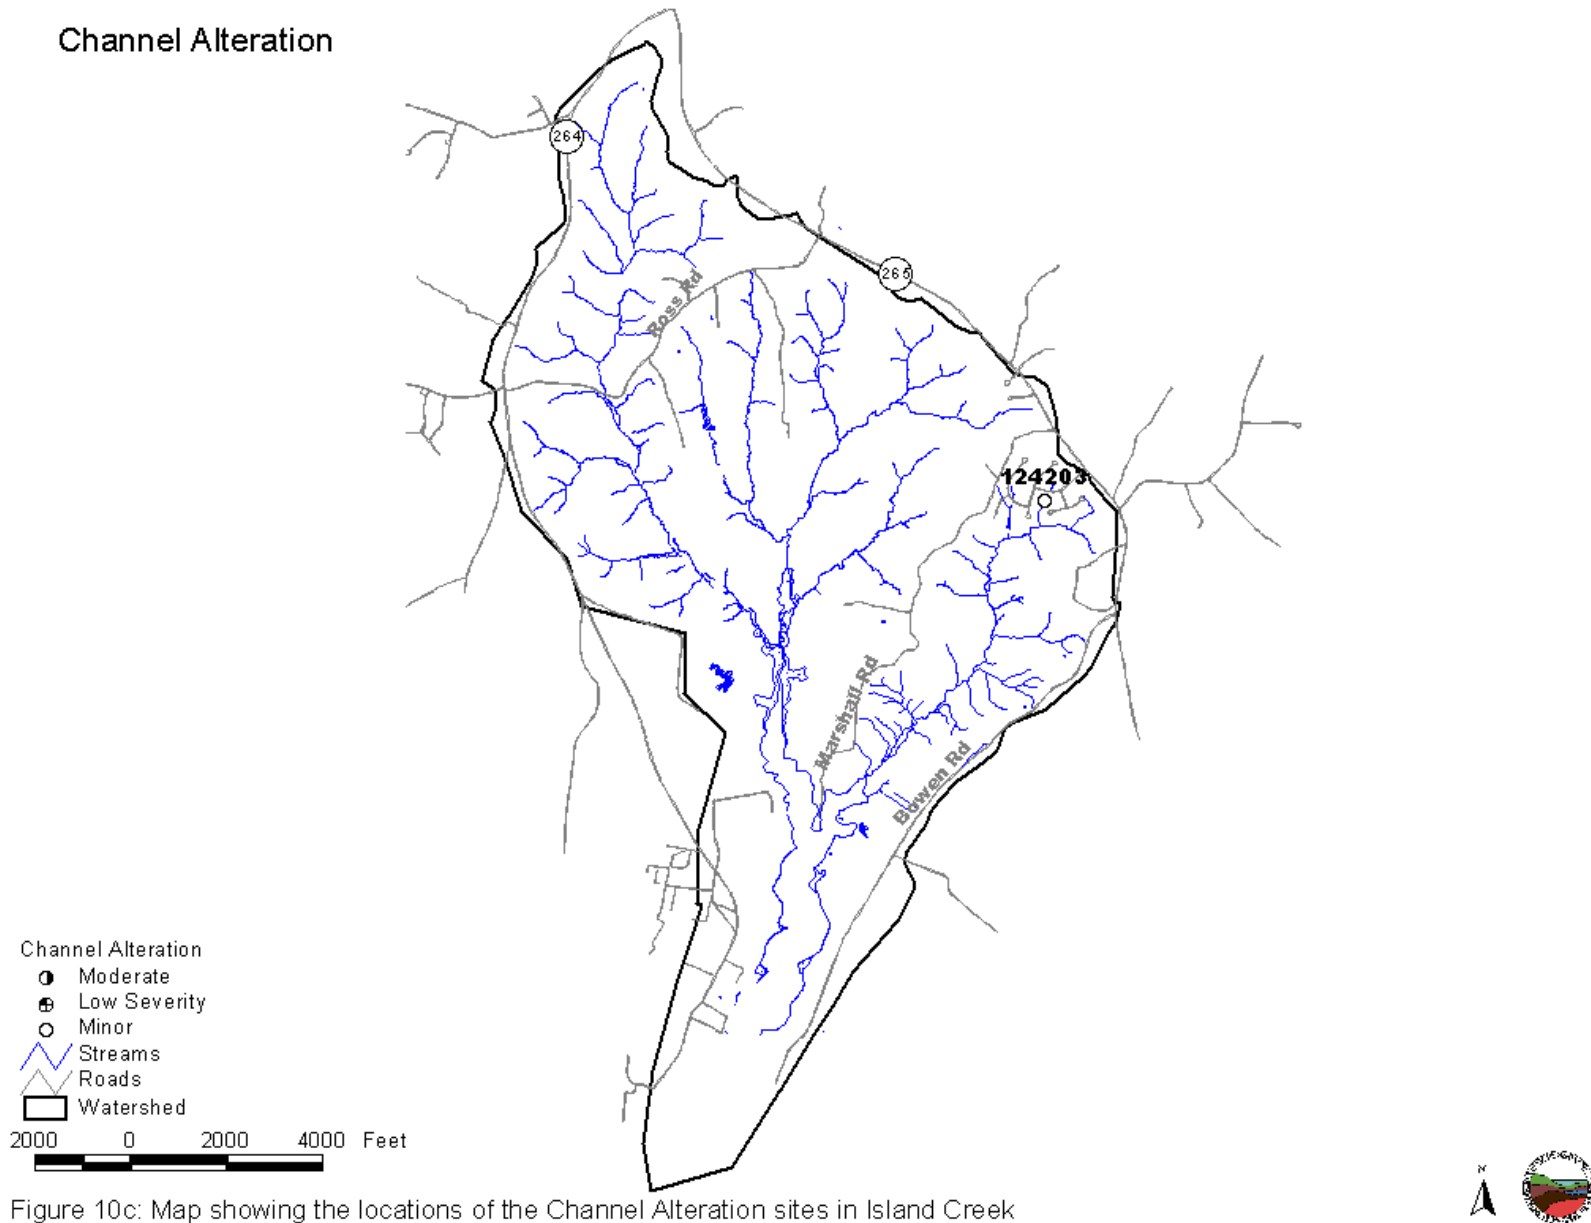 Channel Alteration
264
265
Ross Rd
124203
Marshall Rd
Bowen Rd
Channel Alteration
Moderate
Low Severity
Minor
Streams
Roads
Watershed
2000 0 2000 4000 Feet
N
Figure 10c: Map showing the locations of the Channel Alteration sites in Island Creek